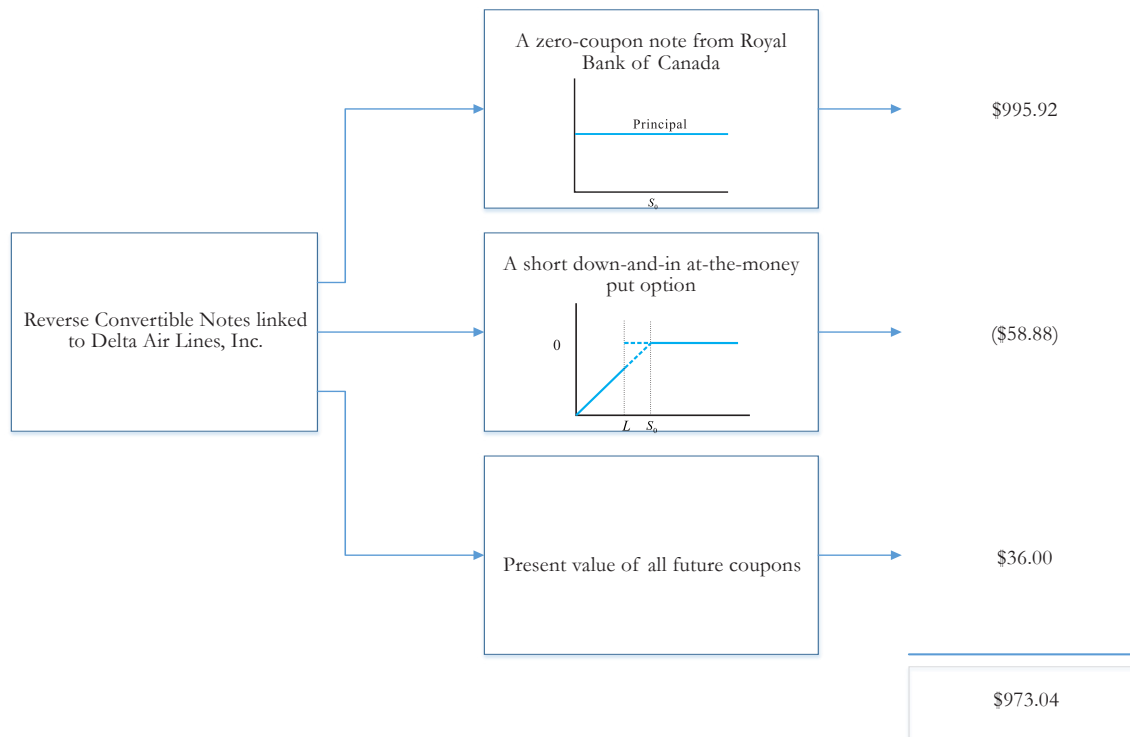 A zero-coupon note from Royal
Bank of Canada
Principal
S₀
$995.92
Reverse Convertible Notes linked
to Delta Air Lines, Inc.
A short down-and-in at-the-money
put option
0
L S₀
($58.88)
Present value of all future coupons
$36.00
$973.04